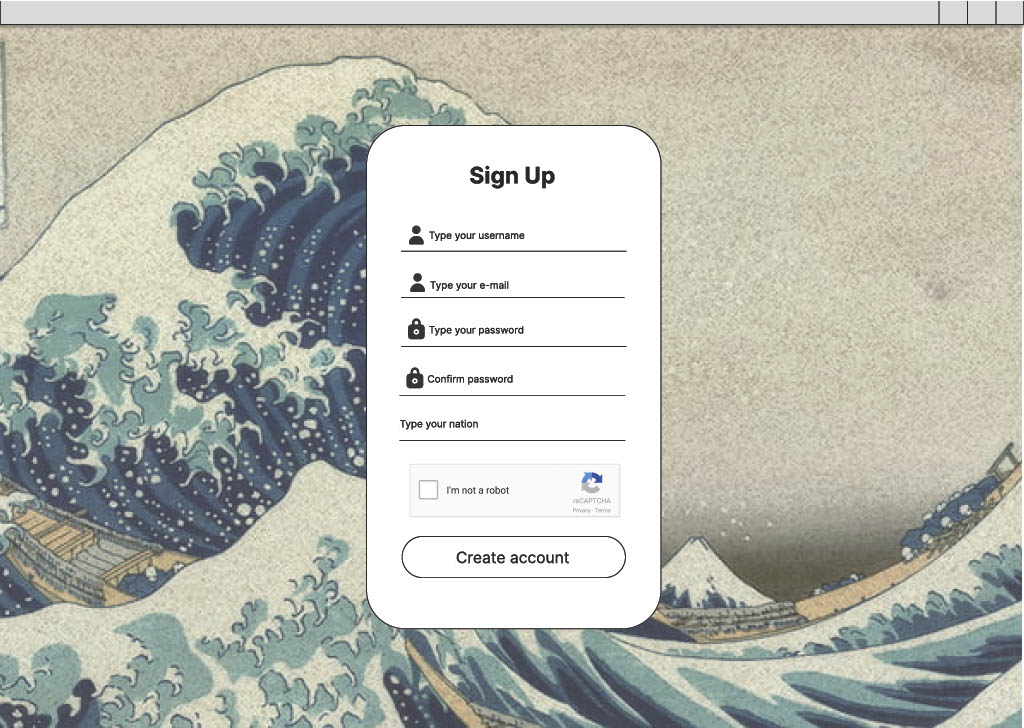 Sign Up
Type your username
Type your e-mail
Type your password
Confirm password
Type your nation
I'm not a robot
reCAPTCHA
Privacy - Terms
Create account